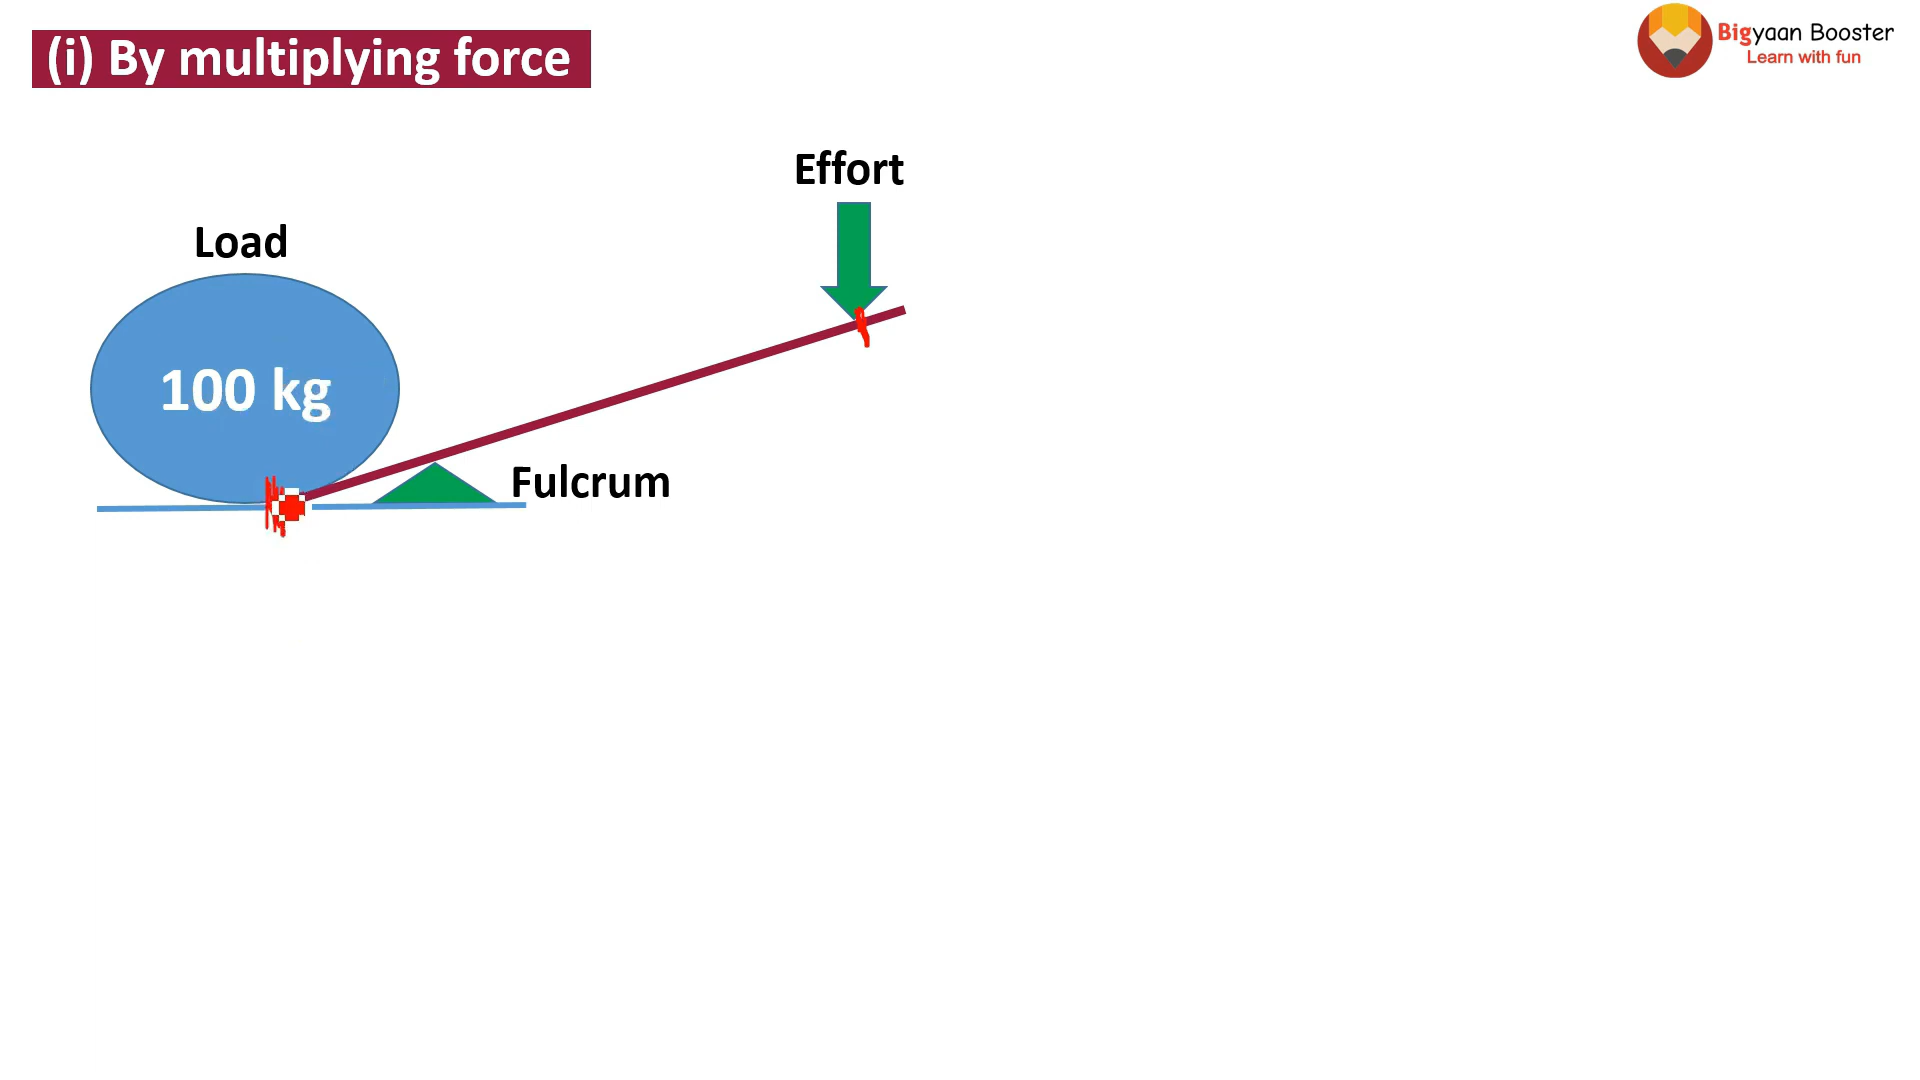 (i) By multiplying force
Bigyaan Booster
Learn with fun
Effort
Load
100 kg
Fulcrum